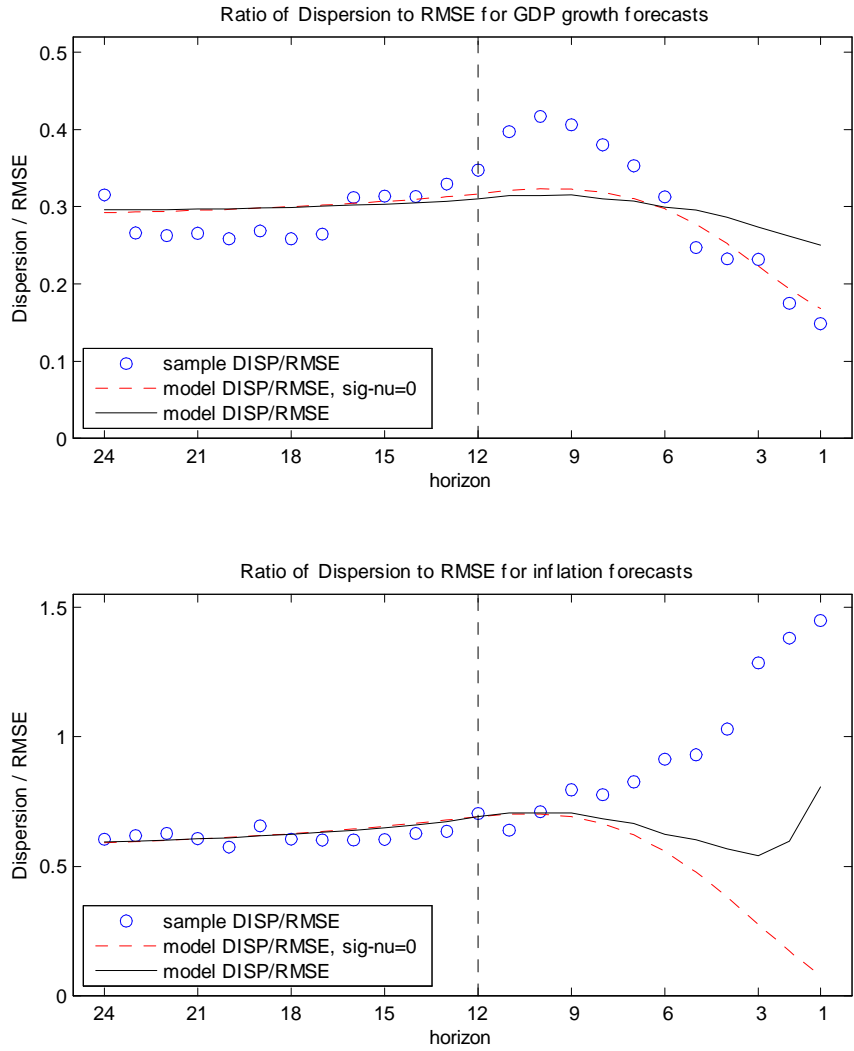 Ratio of Dispersion to RMSE for GDP growth forecasts
0.5
0.4
0.3
0.2
0.1
0
Dispersion / RMSE
sample DISP/RMSE
model DISP/RMSE, sig-nu=0
model DISP/RMSE
24 21 18 15 12 9 6 3 1
horizon
Ratio of Dispersion to RMSE for inflation forecasts
1.5
1
0.5
0
Dispersion / RMSE
sample DISP/RMSE
model DISP/RMSE, sig-nu=0
model DISP/RMSE
24 21 18 15 12 9 6 3 1
horizon